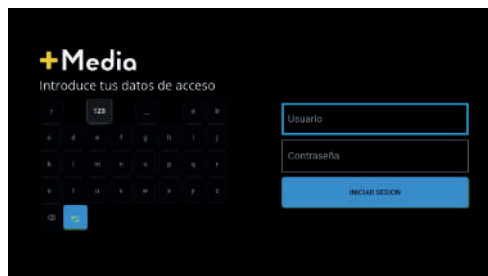 +Media
Introduce tus datos de acceso
123 _ a b
c d e f g h i j
k l m n o p q r
s t u v w x y z
Usuario
Contraseña
INICIAR SESION